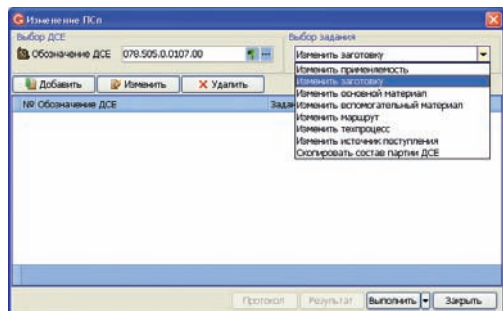 Изменение ПСп
Выбор ДСЕ
Выбор задания
Обозначение ДСЕ 078.505.0.0107.00
Изменить заготовку
Добавить Изменить Удалить
№ Обозначение ДСЕ
Изменить применяемость
Изменить заготовку
Изменить основной материал
Изменить вспомогательный материал
Изменить маршрут
Изменить техпроцесс
Изменить источник поступления
Скопировать состав партии ДСЕ
Протокол Результат Выполнить Закрыть